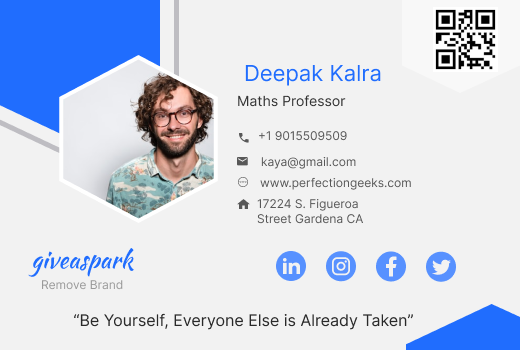 Deepak Kalra
Maths Professor
+1 9015509509
kaya@gmail.com
www.perfectiongeeks.com
17224 S. Figueroa
Street Gardena CA
giveaspark
Remove Brand
“Be Yourself, Everyone Else is Already Taken”